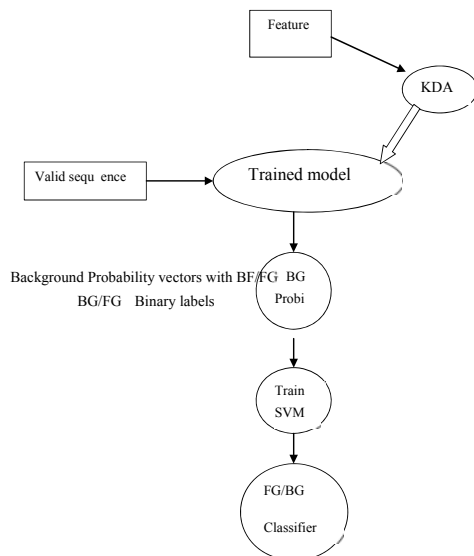 Feature
KDA
Trained model
Valid sequ ence
Background Probability vectors with BF/FG
BG/FG Binary labels
BG
Probi
Train
SVM
FG/BG
Classifier